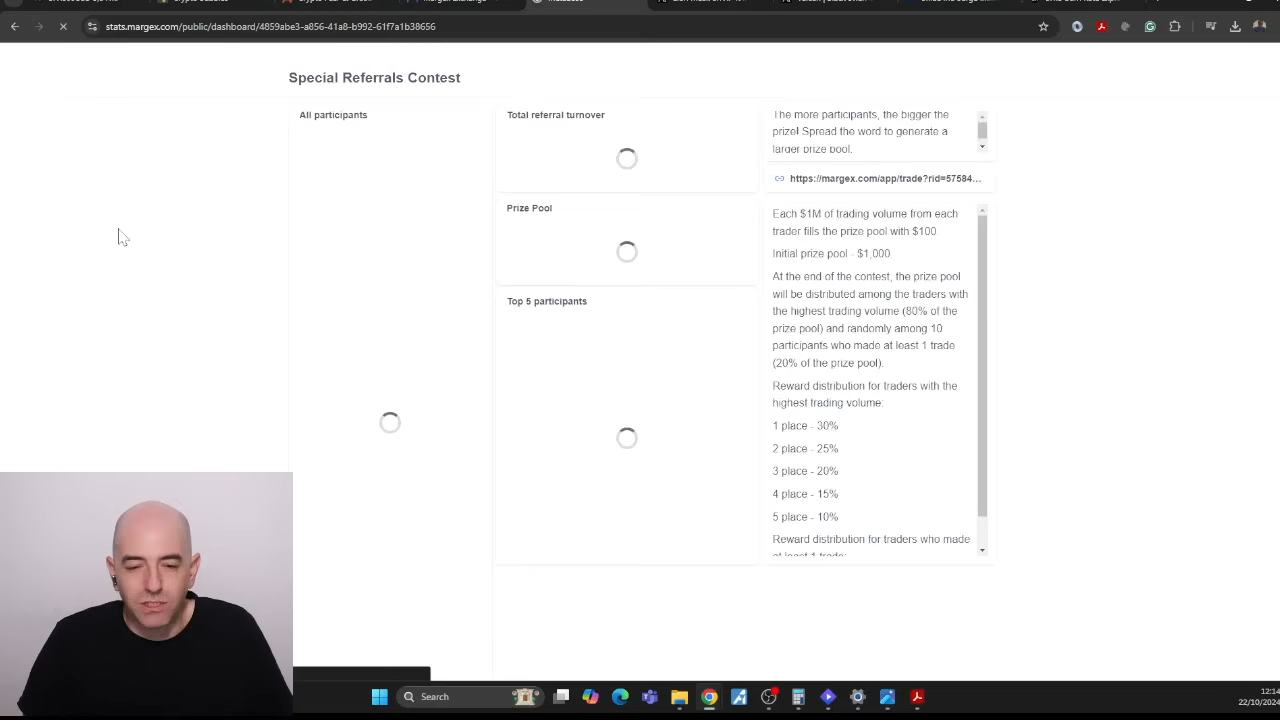 stats.margex.com/public/dashboard/4859abe3-a856-41a8-b992-61f7a1b38656
Special Referrals Contest
All participants
Total referral turnover
Prize Pool
Top 5 participants
The more participants, the bigger the
prize! Spread the word to generate a
larger prize pool.
https://margex.com/app/trade?rid=57584...
Each $1M of trading volume from each
trader fills the prize pool with $100.
Initial prize pool - $1,000.
At the end of the contest, the prize pool
will be distributed among the traders with
the highest trading volume (80% of the
prize pool) and randomly among 10
participants who made at least 1 trade
(20% of the prize pool).
Reward distribution for traders with the
highest trading volume:
1 place - 30%
2 place - 25%
3 place - 20%
4 place - 15%
5 place - 10%
Reward distribution for traders who made
at least 1 trade:
Search
12:14
22/10/2024